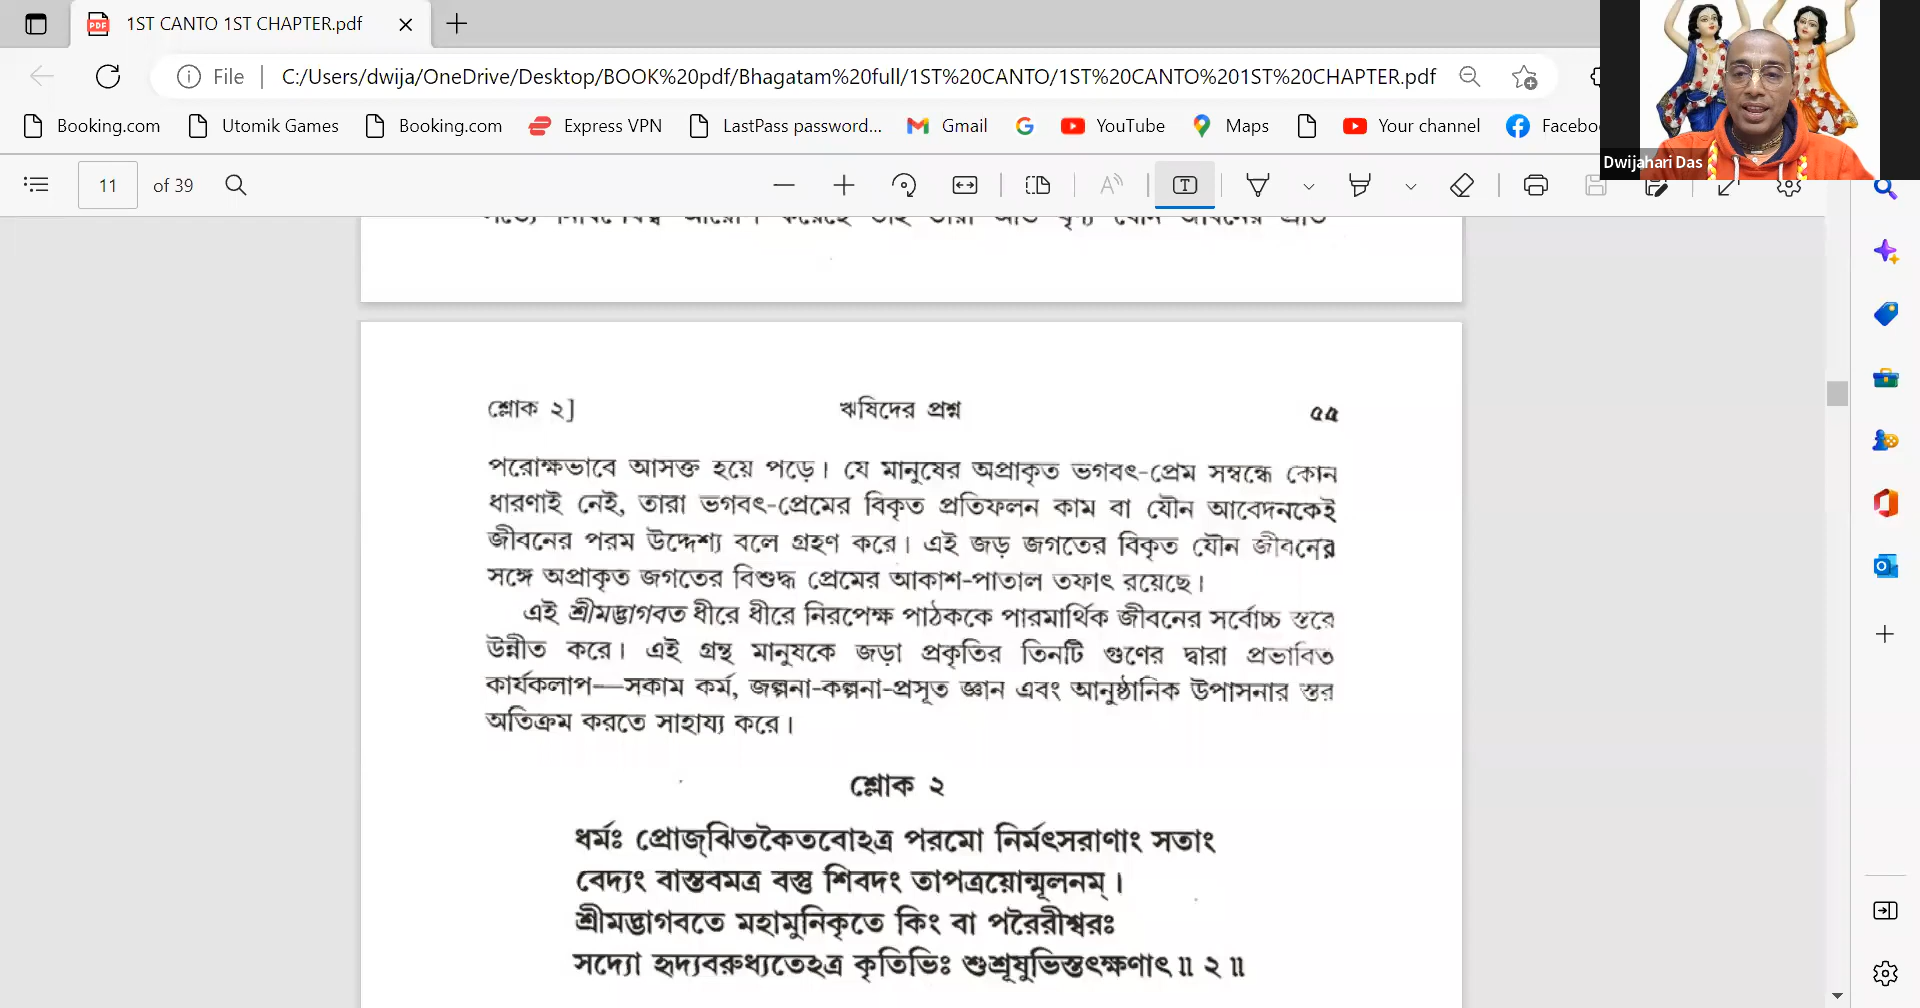 1ST CANTO 1ST CHAPTER.pdf
File C:/Users/dwija/OneDrive/Desktop/BOOK%20pdf/Bhagatam%20full/1ST%20CANTO/1ST%20CANTO%201ST%20CHAPTER.pdf
Booking.com Utomik Games Booking.com Express VPN LastPass password... Gmail YouTube Maps Your channel Facebo
Dwijahari Das
11 of 39
শ্লোক ২] ঋষিদের প্রশ্ন ৫৫
পরোক্ষভাবে আসক্ত হয়ে পড়ে। যে মানুষের অপ্রাকৃত ভগবৎ-প্রেম সম্বন্ধে কোন
ধারণাই নেই, তারা ভগবৎ-প্রেমের বিকৃত প্রতিফলন কাম বা যৌন আবেদনকেই
জীবনের পরম উদ্দেশ্য বলে গ্রহণ করে। এই জড় জগতের বিকৃত যৌন জীবনের
সঙ্গে অপ্রাকৃত জগতের বিশুদ্ধ প্রেমের আকাশ-পাতাল তফাৎ রয়েছে।
এই শ্রীমদ্ভাগবত ধীরে ধীরে নিরপেক্ষ পাঠককে পারমার্থিক জীবনের সর্বোচ্চ স্তরে
উন্নীত করে। এই গ্রন্থ মানুষকে জড়া প্রকৃতির তিনটি গুণের দ্বারা প্রভাবিত
কার্যকলাপ—সকাম কর্ম, জল্পনা-কল্পনা-প্রসূত জ্ঞান এবং আনুষ্ঠানিক উপাসনার স্তর
অতিক্রম করতে সাহায্য করে।
শ্লোক ২
ধর্মঃ প্রোজ্‌ঝিতকৈতবোঽত্র পরমো নির্মৎসরাণাং সতাং
বেদ্যং বাস্তবমত্র বস্তু শিবদং তাপত্রয়োন্মূলনম্।
শ্রীমদ্ভাগবতে মহামুনিকৃতে কিং বা পরৈরীশ্বরঃ
সদ্যো হৃদ্যবরুধ্যতেঽত্র কৃতিভিঃ শুশ্রূষুভিস্তৎক্ষণাৎ॥ ২॥